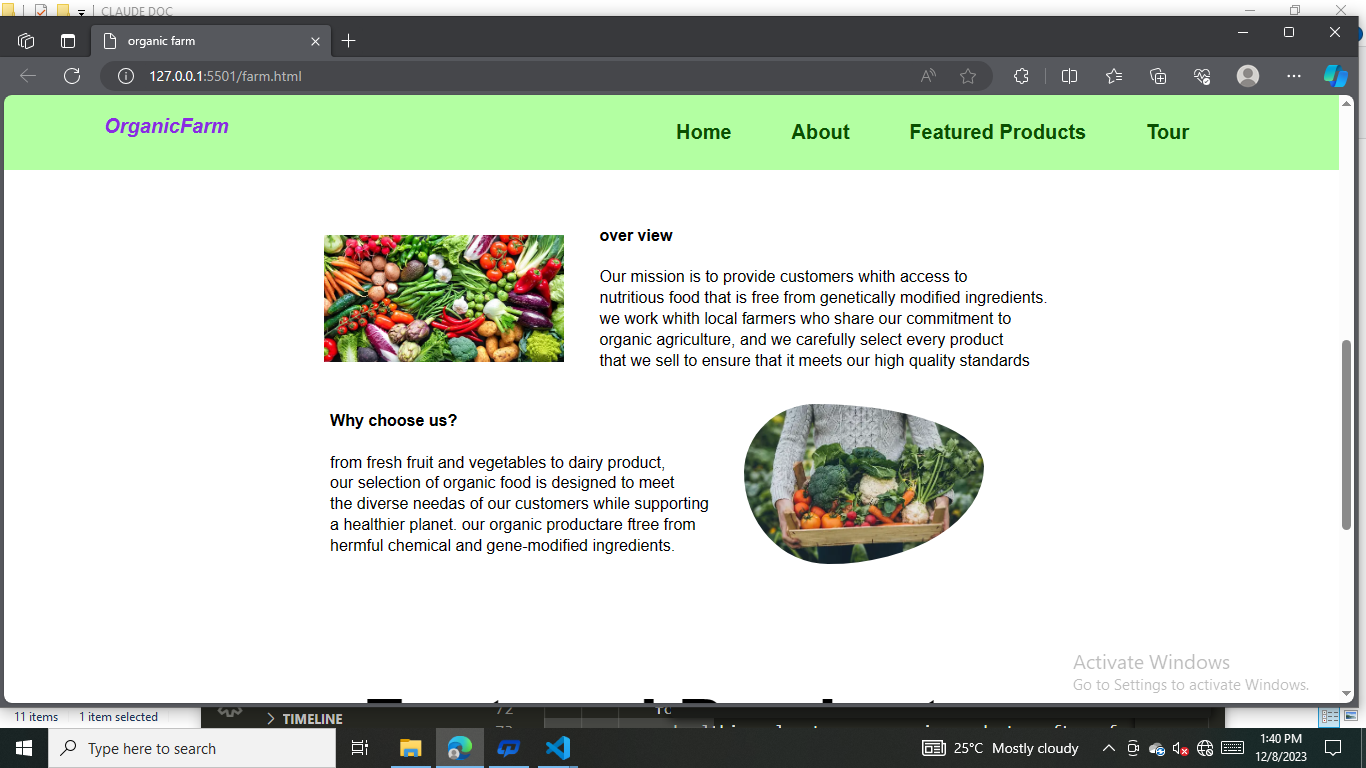 CLAUDE DOC
organic farm
127.0.0.1:5501/farm.html
OrganicFarm
Home About Featured Products Tour
over view
Our mission is to provide customers whith access to
nutritious food that is free from genetically modified ingredients.
we work whith local farmers who share our commitment to
organic agriculture, and we carefully select every product
that we sell to ensure that it meets our high quality standards
Why choose us?
from fresh fruit and vegetables to dairy product,
our selection of organic food is designed to meet
the diverse needas of our customers while supporting
a healthier planet. our organic productare ftree from
hermful chemical and gene-modified ingredients.
Activate Windows
Go to Settings to activate Windows.
11 items 1 item selected
TIMELINE
72
Type here to search
25°C Mostly cloudy
1:40 PM
12/8/2023